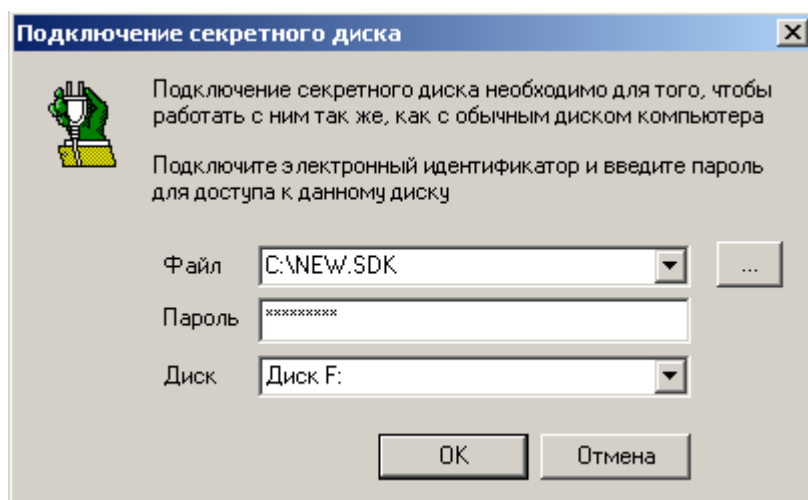 Подключение секретного диска
Подключение секретного диска необходимо для того, чтобы
работать с ним так же, как с обычным диском компьютера
Подключите электронный идентификатор и введите пароль
для доступа к данному диску
Файл C:\NEW.SDK ...
Пароль *********
Диск Диск F:
OK Отмена